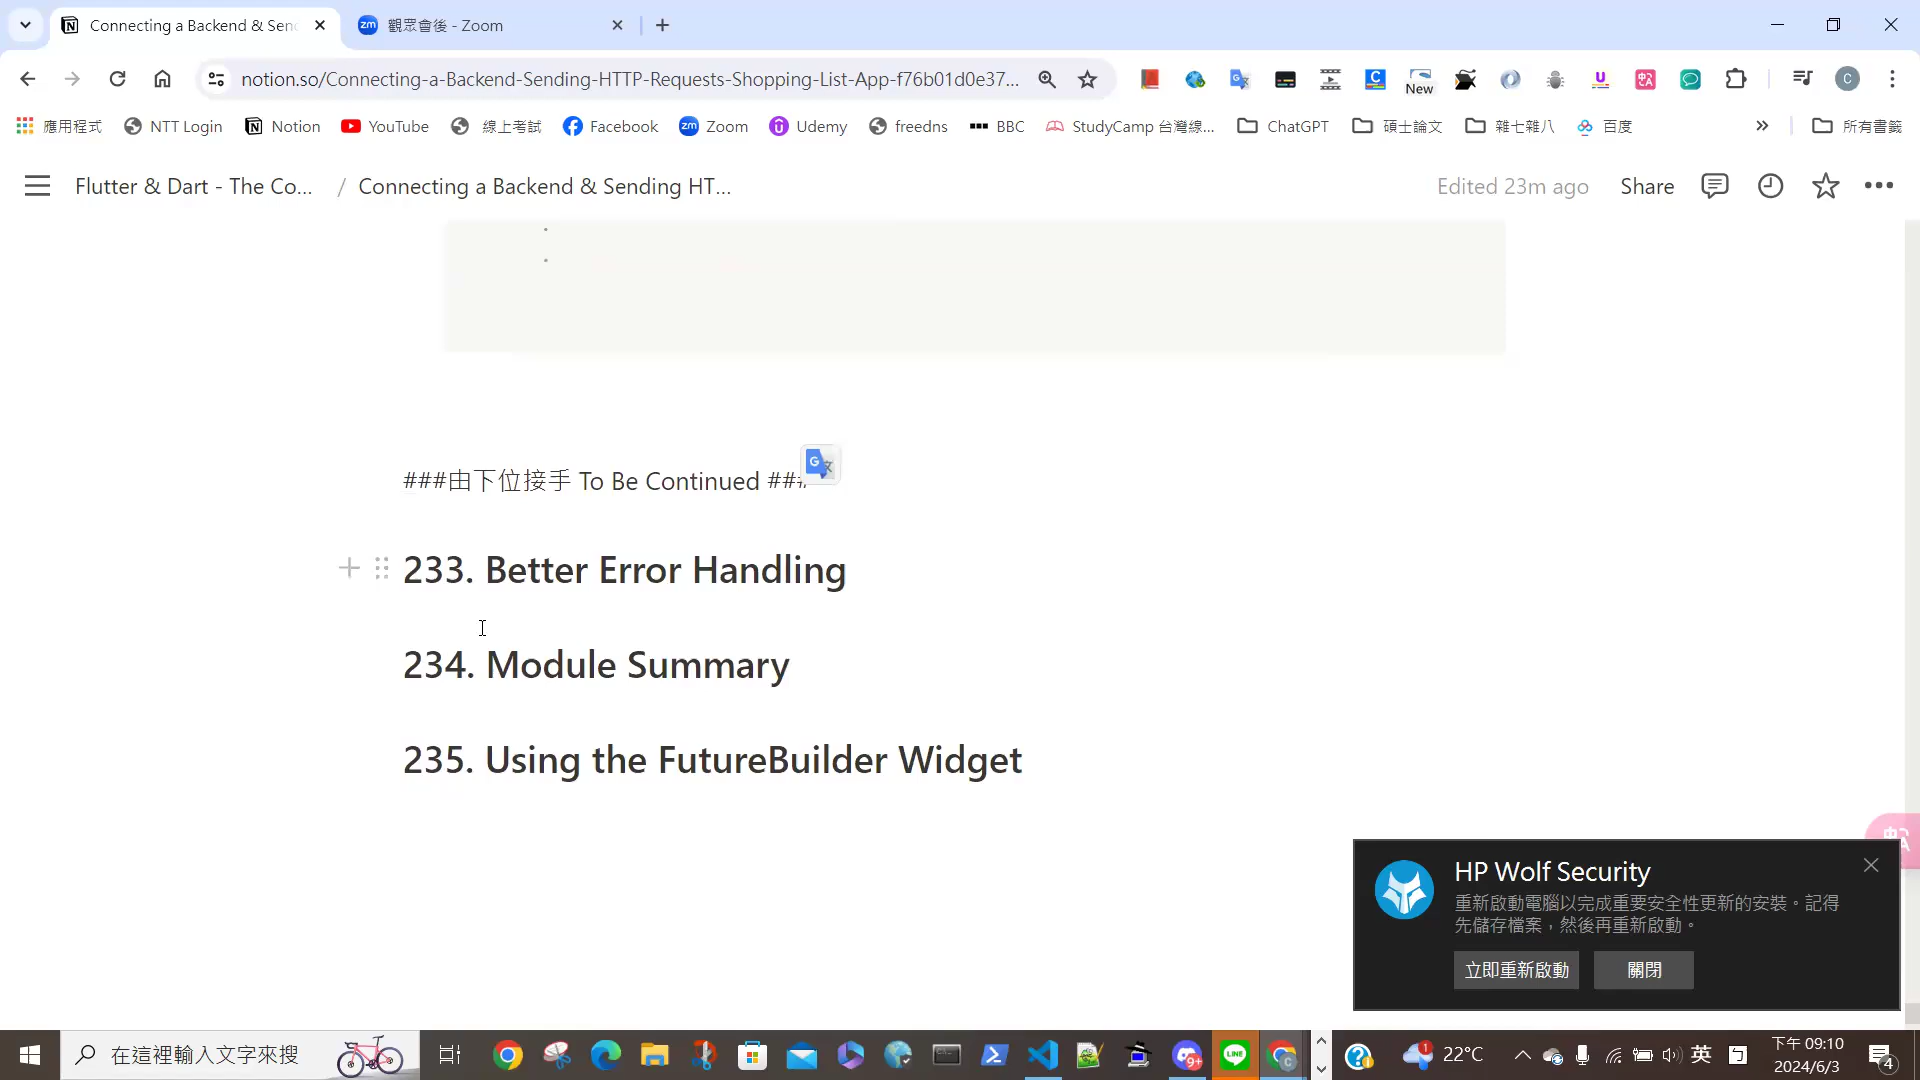 Connecting a Backend & Senc
觀眾會後 - Zoom
notion.so/Connecting-a-Backend-Sending-HTTP-Requests-Shopping-List-App-f76b01d0e37...
New
C
應用程式
NTT Login
Notion
YouTube
線上考試
Facebook
Zoom
Udemy
freedns
BBC
StudyCamp 台灣線...
ChatGPT
碩士論文
雜七雜八
百度
所有書籤
Flutter & Dart - The Co...
/
Connecting a Backend & Sending HT...
Edited 23m ago
Share
###由下位接手 To Be Continued ###
233. Better Error Handling
234. Module Summary
235. Using the FutureBuilder Widget
HP Wolf Security
重新啟動電腦以完成重要安全性更新的安裝。記得
先儲存檔案，然後再重新啟動。
立即重新啟動
關閉
在這裡輸入文字來搜
9+
LINE
1
22°C
英
下午 09:10
2024/6/3
4